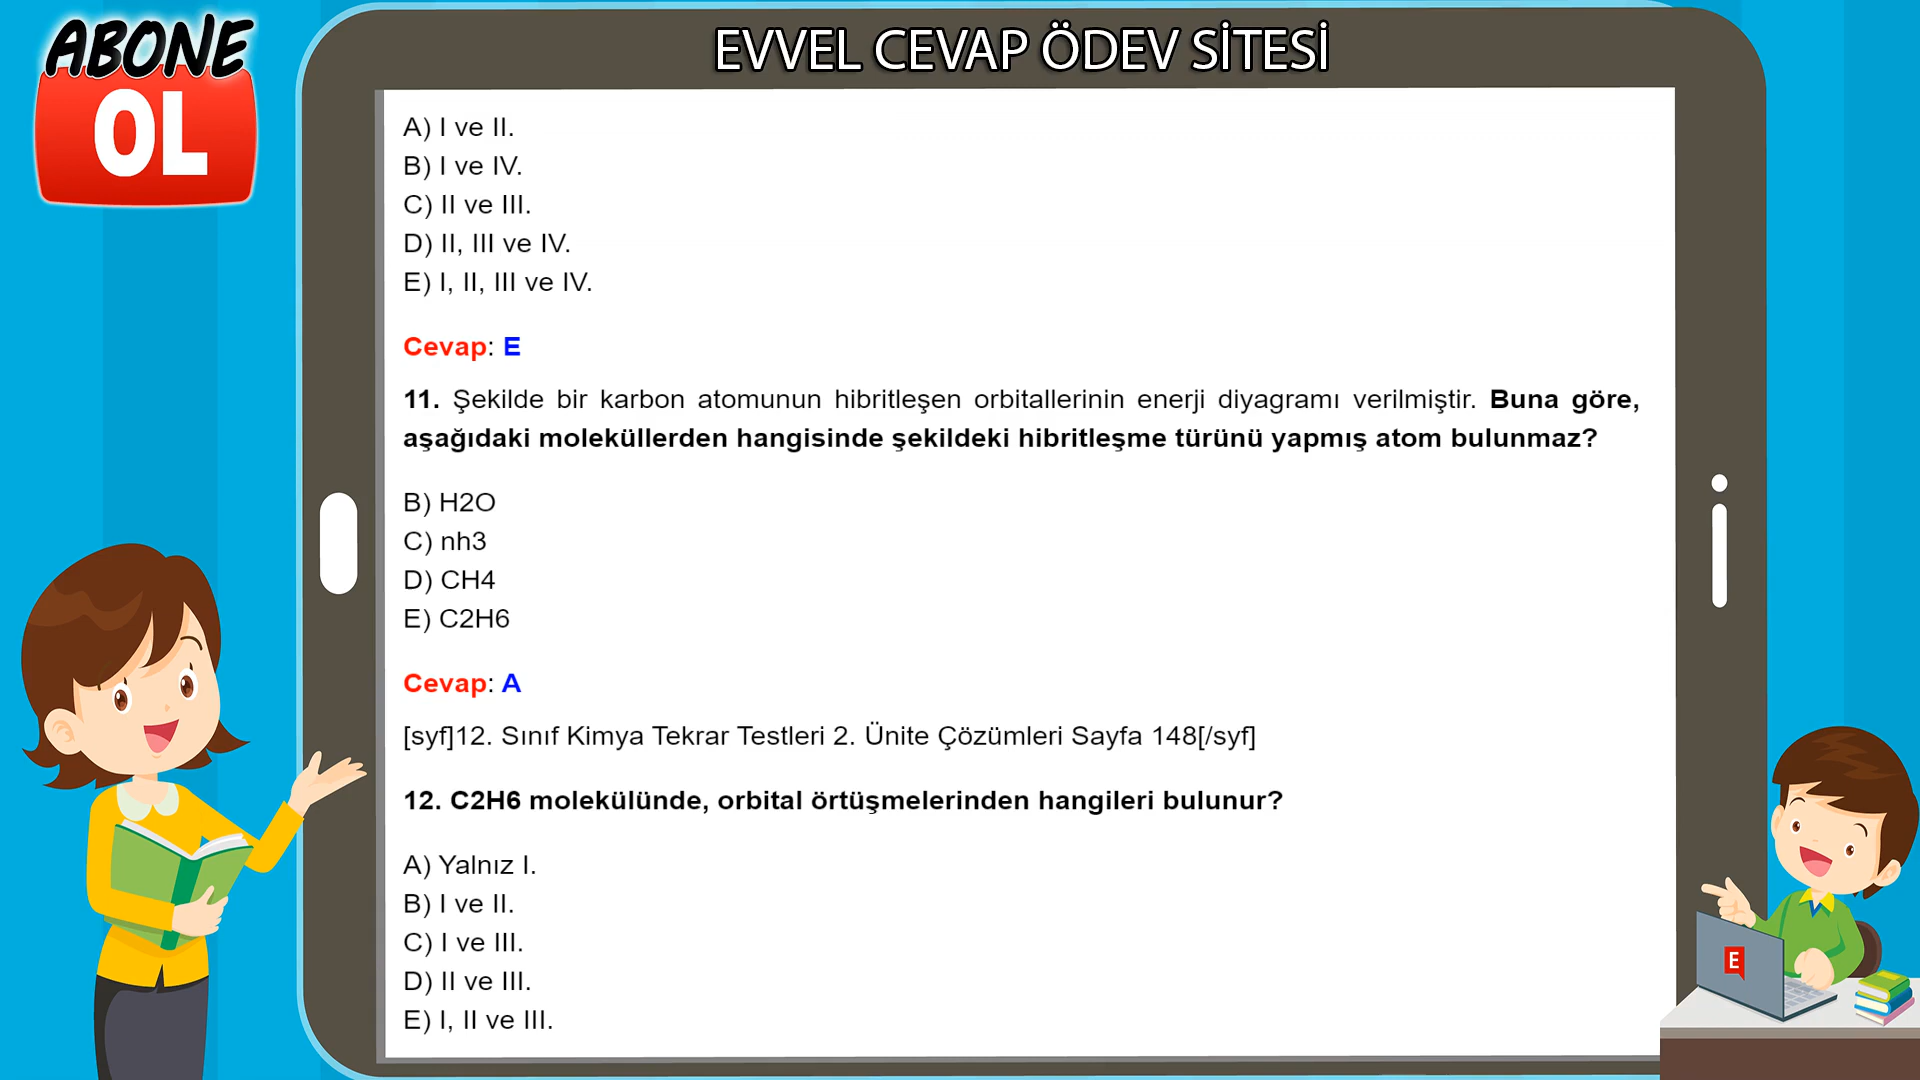 ABONE
OL
EVVEL CEVAP ÖDEV SİTESİ
A) I ve II.
B) I ve IV.
C) II ve III.
D) II, III ve IV.
E) I, II, III ve IV.
Cevap: E
11. Şekilde bir karbon atomunun hibritleşen orbitallerinin enerji diyagramı verilmiştir. Buna göre,
aşağıdaki moleküllerden hangisinde şekildeki hibritleşme türünü yapmış atom bulunmaz?
B) H2O
C) nh3
D) CH4
E) C2H6
Cevap: A
[syf]12. Sınıf Kimya Tekrar Testleri 2. Ünite Çözümleri Sayfa 148[/syf]
12. C2H6 molekülünde, orbital örtüşmelerinden hangileri bulunur?
A) Yalnız I.
B) I ve II.
C) I ve III.
D) II ve III.
E) I, II ve III.
E